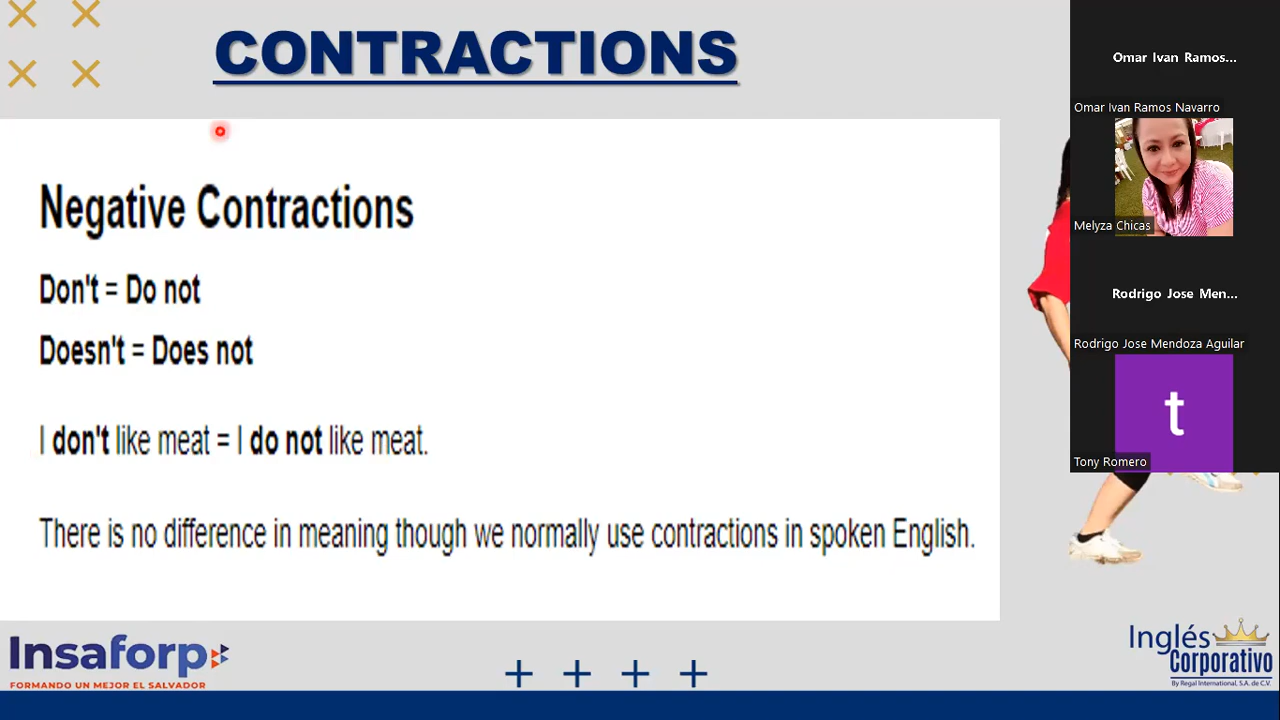 CONTRACTIONS
Negative Contractions
Don't = Do not
Doesn't = Does not
I don't like meat = I do not like meat.
There is no difference in meaning though we normally use contractions in spoken English.
Insaforp
FORMANDO UN MEJOR EL SALVADOR
Inglés
Corporativo
By Regal International, S.A. de C.V.
Omar Ivan Ramos...
Omar Ivan Ramos Navarro
Melyza Chicas
Rodrigo Jose Men...
Rodrigo Jose Mendoza Aguilar
t
Tony Romero